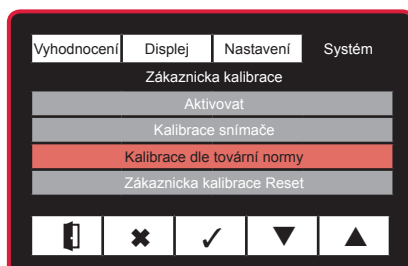 Vyhodnocení Displej Nastavení Systém
Zákaznicka kalibrace
Aktivovat
Kalibrace snímače
Kalibrace dle tovární normy
Zákaznicka kalibrace Reset